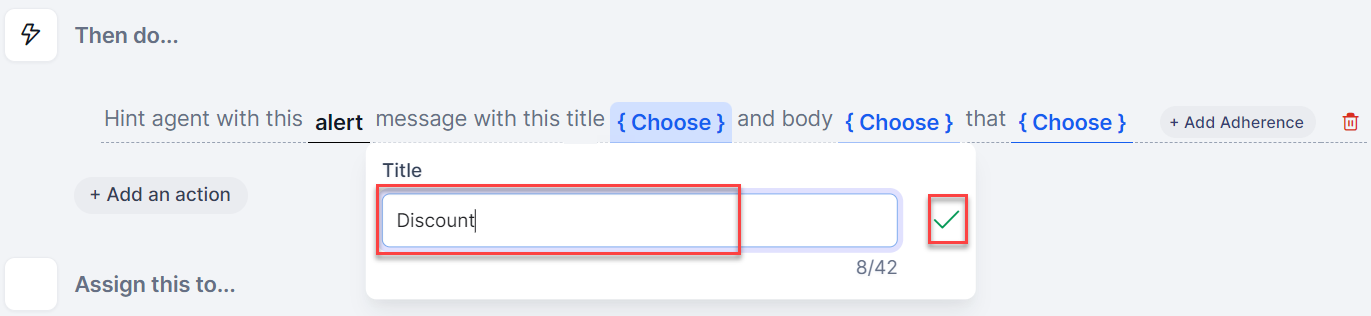 Then do...
Hint agent with this alert message with this title { Choose } and body { Choose } that { Choose } + Add Adherence
Title
+ Add an action
Discount
8/42
Assign this to...